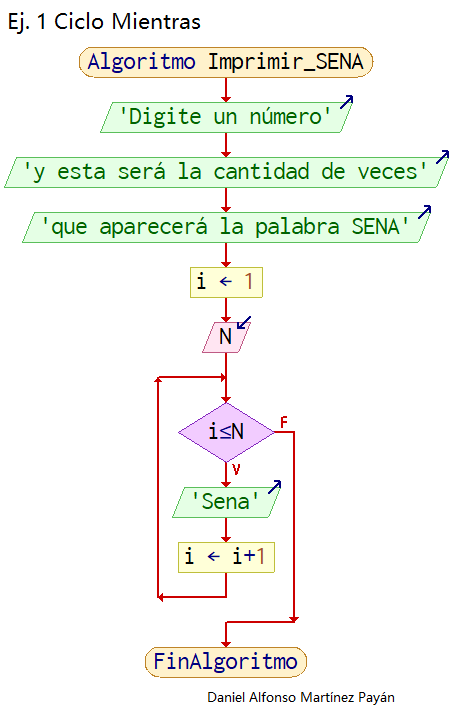 Ej. 1 Ciclo Mientras
Algoritmo Imprimir_SENA
'Digite un número'
'y esta será la cantidad de veces'
'que aparecerá la palabra SENA'
i ← 1
N
i≤N
F
V
'Sena'
i ← i+1
FinAlgoritmo
Daniel Alfonso Martínez Payán